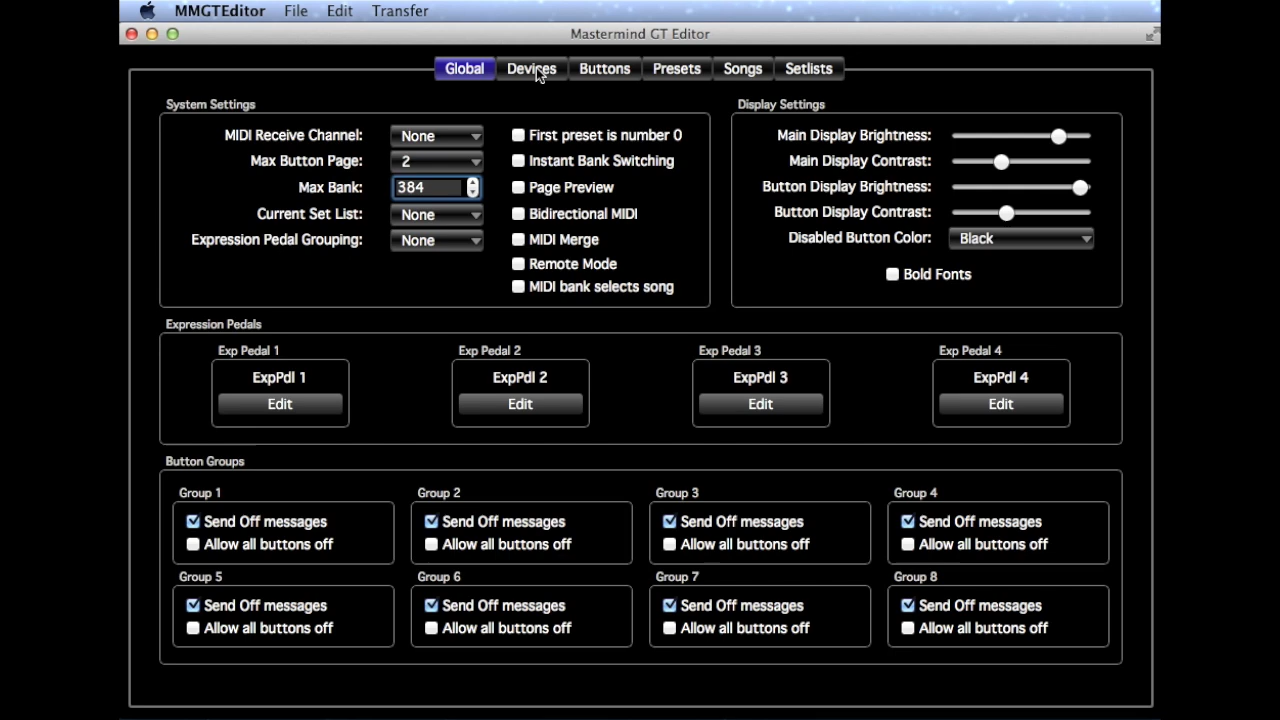 MMGTEditor File Edit Transfer
Mastermind GT Editor
Global Devices Buttons Presets Songs Setlists
System Settings
MIDI Receive Channel: None
Max Button Page: 2
Max Bank: 384
Current Set List: None
Expression Pedal Grouping: None
First preset is number 0
Instant Bank Switching
Page Preview
Bidirectional MIDI
MIDI Merge
Remote Mode
MIDI bank selects song
Display Settings
Main Display Brightness:
Main Display Contrast:
Button Display Brightness:
Button Display Contrast:
Disabled Button Color: Black
Bold Fonts
Expression Pedals
Exp Pedal 1 Exp Pedal 2 Exp Pedal 3 Exp Pedal 4
ExpPdl 1 ExpPdl 2 ExpPdl 3 ExpPdl 4
Edit Edit Edit Edit
Button Groups
Group 1 Group 2 Group 3 Group 4
Send Off messages Send Off messages Send Off messages Send Off messages
Allow all buttons off Allow all buttons off Allow all buttons off Allow all buttons off
Group 5 Group 6 Group 7 Group 8
Send Off messages Send Off messages Send Off messages Send Off messages
Allow all buttons off Allow all buttons off Allow all buttons off Allow all buttons off